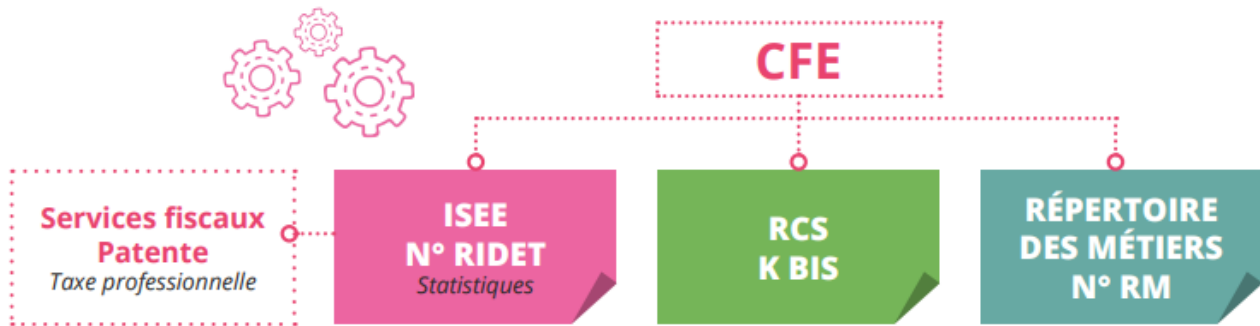 CFE
Services fiscaux
Patente
Taxe professionnelle
ISEE
N° RIDET
Statistiques
RCS
K BIS
RÉPERTOIRE
DES MÉTIERS
N° RM